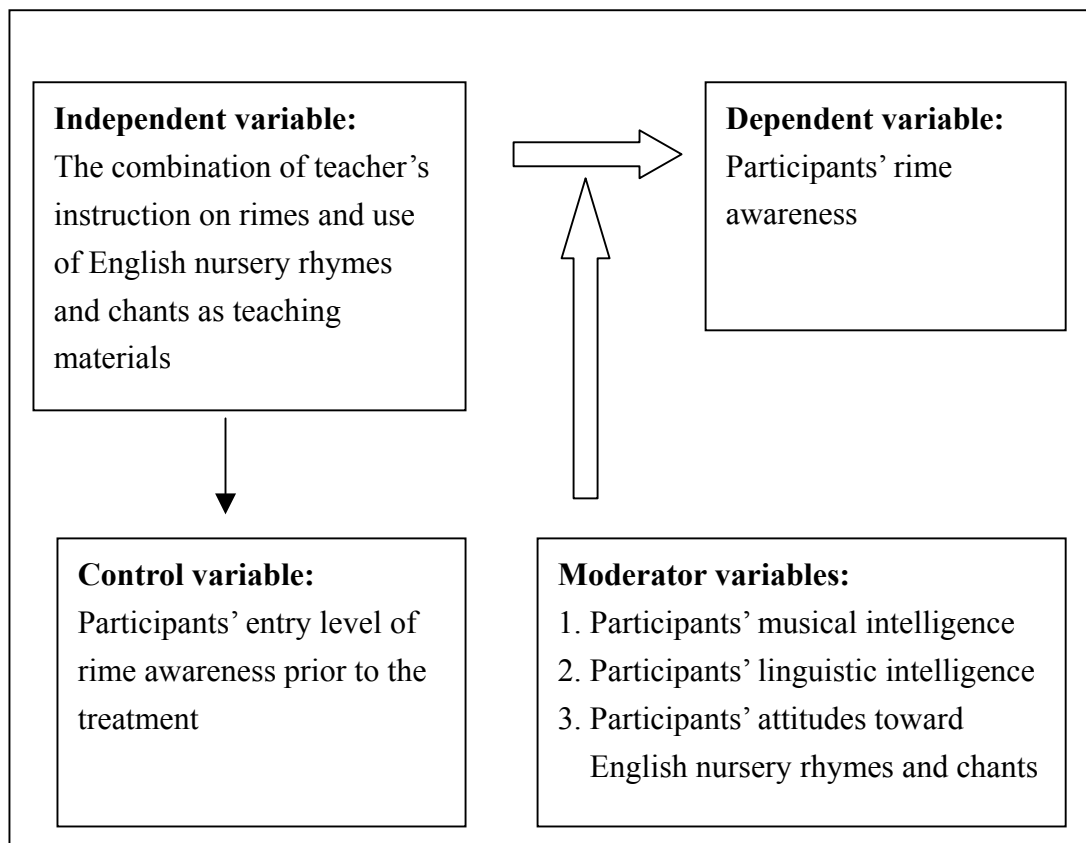 Independent variable:
The combination of teacher’s
instruction on rimes and use
of English nursery rhymes
and chants as teaching
materials
Dependent variable:
Participants’ rime
awareness
Control variable:
Participants’ entry level of
rime awareness prior to the
treatment
Moderator variables:
1. Participants’ musical intelligence
2. Participants’ linguistic intelligence
3. Participants’ attitudes toward
English nursery rhymes and chants